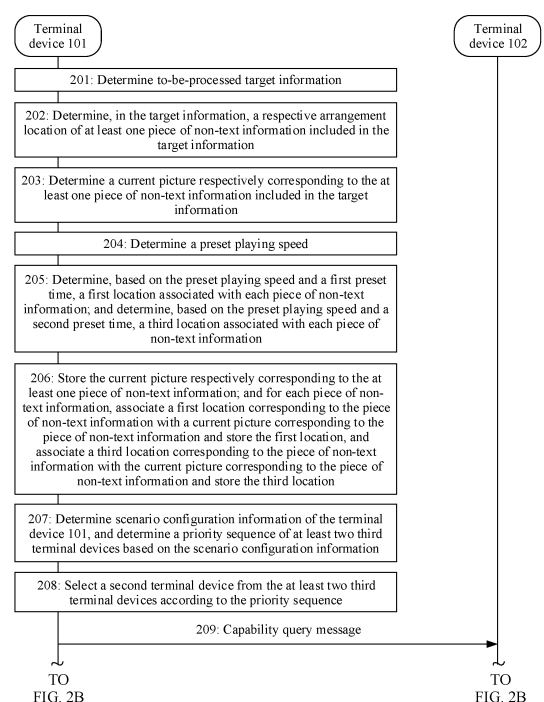 Terminal
device 101
Terminal
device 102
201: Determine to-be-processed target information
202: Determine, in the target information, a respective arrangement
location of at least one piece of non-text information included in the
target information
203: Determine a current picture respectively corresponding to the at
least one piece of non-text information included in the target
information
204: Determine a preset playing speed
205: Determine, based on the preset playing speed and a first preset
time, a first location associated with each piece of non-text
information; and determine, based on the preset playing speed and a
second preset time, a third location associated with each piece of
non-text information
206: Store the current picture respectively corresponding to the at
least one piece of non-text information; and for each piece of non-
text information, associate a first location corresponding to the piece
of non-text information with a current picture corresponding to the
piece of non-text information and store the first location, and
associate a third location corresponding to the piece of non-text
information with the current picture corresponding to the piece of
non-text information and store the third location
207: Determine scenario configuration information of the terminal
device 101, and determine a priority sequence of at least two third
terminal devices based on the scenario configuration information
208: Select a second terminal device from the at least two third
terminal devices according to the priority sequence
209: Capability query message
TO
FIG. 2B
TO
FIG. 2B